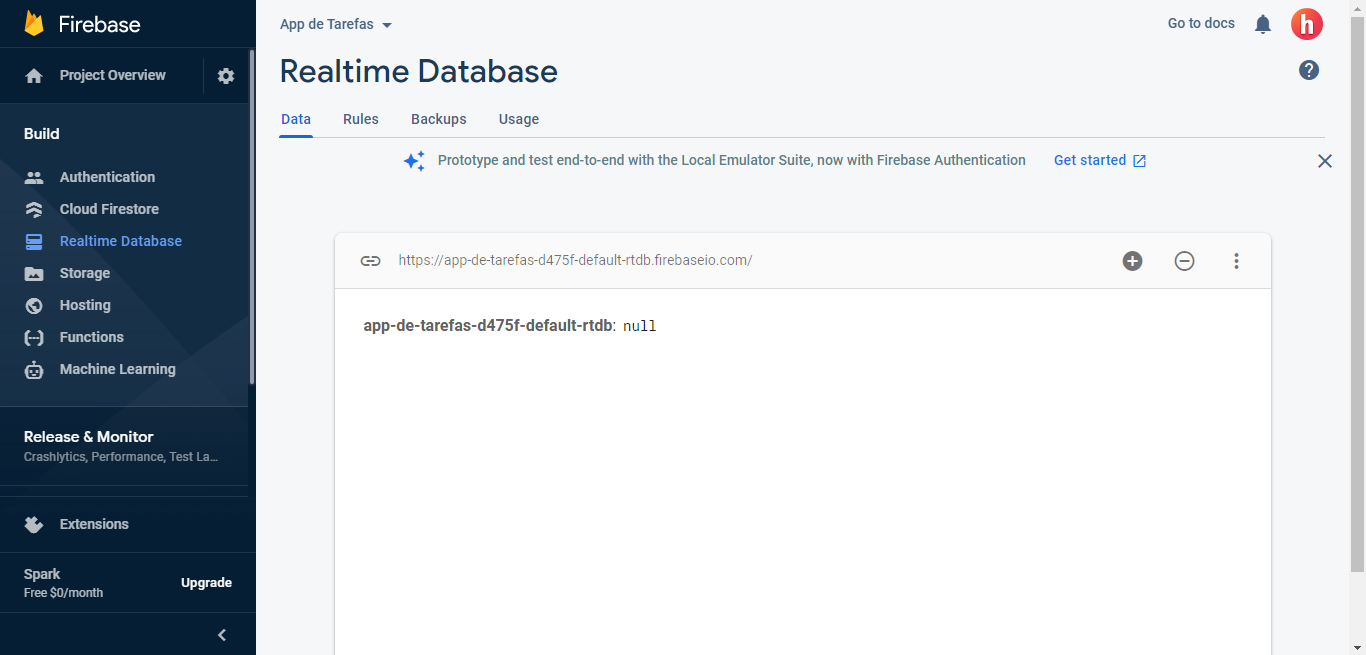 Firebase
Project Overview
Build
Authentication
Cloud Firestore
Realtime Database
Storage
Hosting
Functions
Machine Learning
Release & Monitor
Crashlytics, Performance, Test La...
Extensions
Spark
Free $0/month
Upgrade
App de Tarefas
Go to docs
h
Realtime Database
?
Data Rules Backups Usage
Prototype and test end-to-end with the Local Emulator Suite, now with Firebase Authentication Get started
https://app-de-tarefas-d475f-default-rtdb.firebaseio.com/
app-de-tarefas-d475f-default-rtdb: null